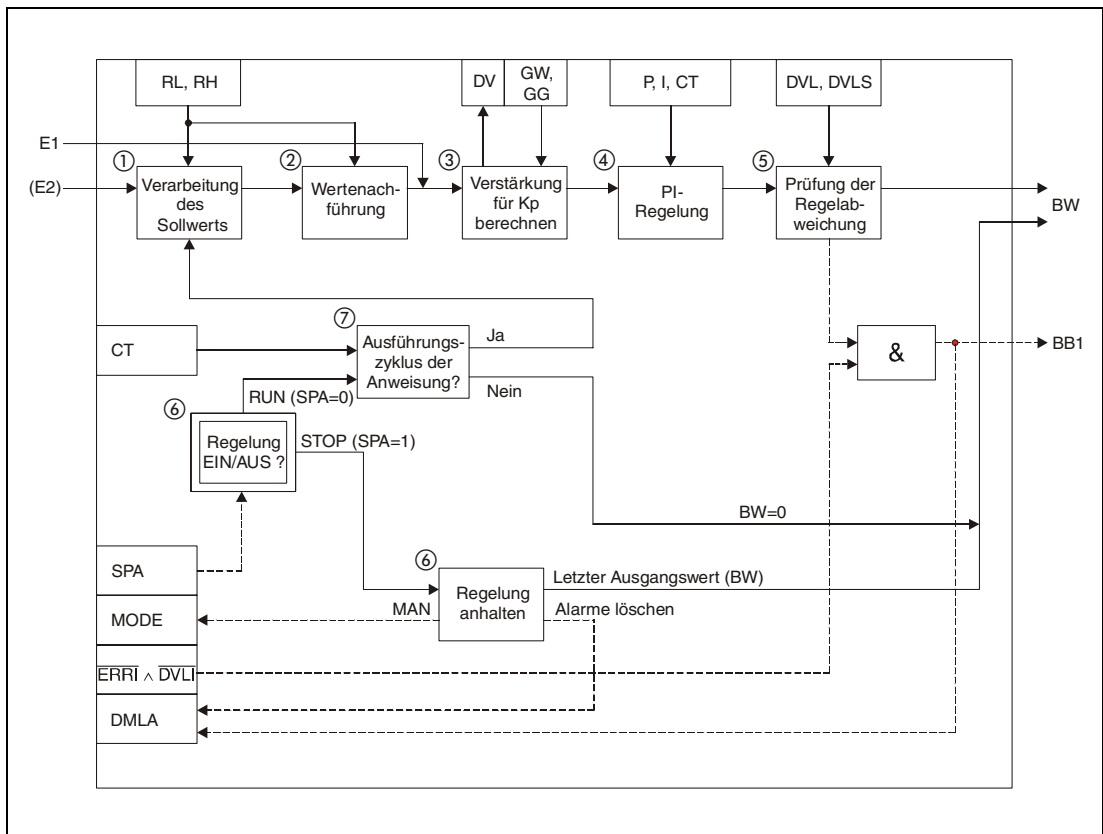 RL, RH
DV
GW,
GG
P, I, CT
DVL, DVLS
E1
(E2)
①
Verarbeitung
des
Sollwerts
②
Wertenach-
führung
③
Verstärkung
für Kp
berechnen
④
PI-
Regelung
⑤
Prüfung der
Regelab-
weichung
BW
CT
⑦
Ausführungs-
zyklus der
Anweisung?
Ja
Nein
&
BB1
RUN (SPA=0)
⑥
Regelung
EIN/AUS ?
STOP (SPA=1)
BW=0
SPA
MODE
MAN
⑥
Regelung
anhalten
Letzter Ausgangswert (BW)
Alarme löschen
E̅R̅R̅I̅ ∧ D̅V̅L̅I̅
DMLA